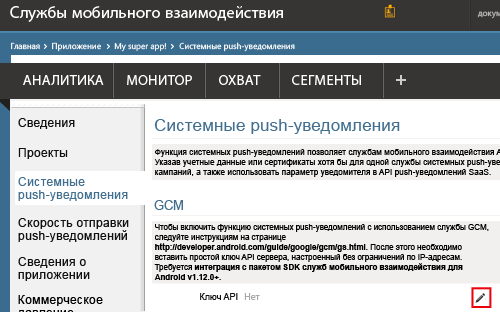 Службы мобильного взаимодействия
докум
Главная > Приложение > My super app! > Системные push-уведомления
АНАЛИТИКА МОНИТОР ОХВАТ СЕГМЕНТЫ +
Сведения
Проекты
Системные
push-уведомления
Скорость отправки
push-уведомлений
Сведения о
приложении
Коммерческое
давление
Системные push-уведомления
Функция системных push-уведомлений позволяет службам мобильного взаимодействия A
Указав учетные данные или сертификаты хотя бы для одной службы системных push-уве
кампаний, а также использовать параметр уведомителя в API push-уведомлений SaaS.
GCM
Чтобы включить функцию системных push-уведомлений с использованием службы GCM,
следуйте инструкциям на странице
http://developer.android.com/guide/google/gcm/gs.html. После этого необходимо
вставить простой ключ API сервера, настроенный без ограничений по IP-адресам.
Требуется интеграция с пакетом SDK служб мобильного взаимодействия для
Android v1.12.0+.
Ключ API Нет